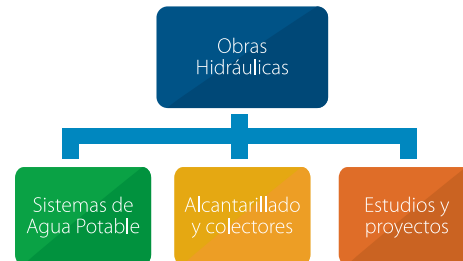 Obras
Hidráulicas
Sistemas de
Agua Potable
Alcantarillado
y colectores
Estudios y
proyectos